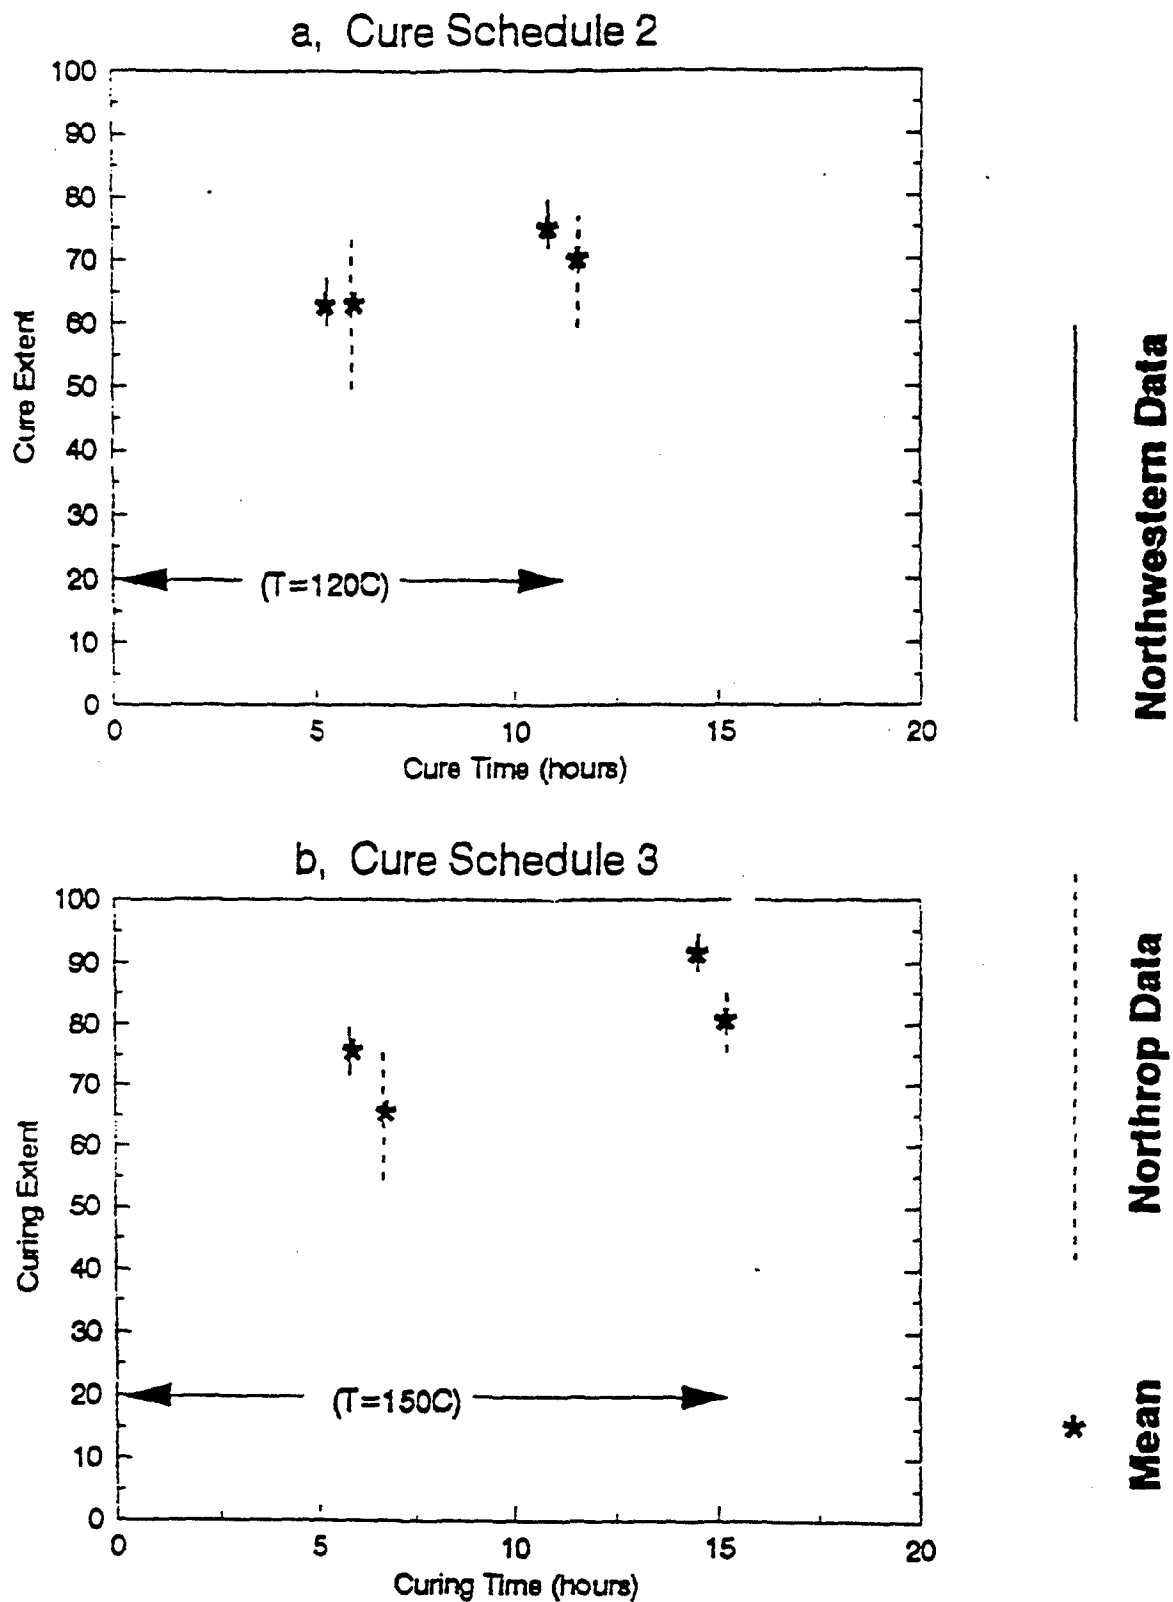 a, Cure Schedule 2
100
90
80
70
60
50
40
30
20
10
0
Cure Extent
(T=120C)
0 5 10 15 20
Cure Time (hours)
b, Cure Schedule 3
100
90
80
70
60
50
40
30
20
10
0
Curing Extent
(T=150C)
0 5 10 15 20
Curing Time (hours)
Northwestern Data
Northrop Data
Mean